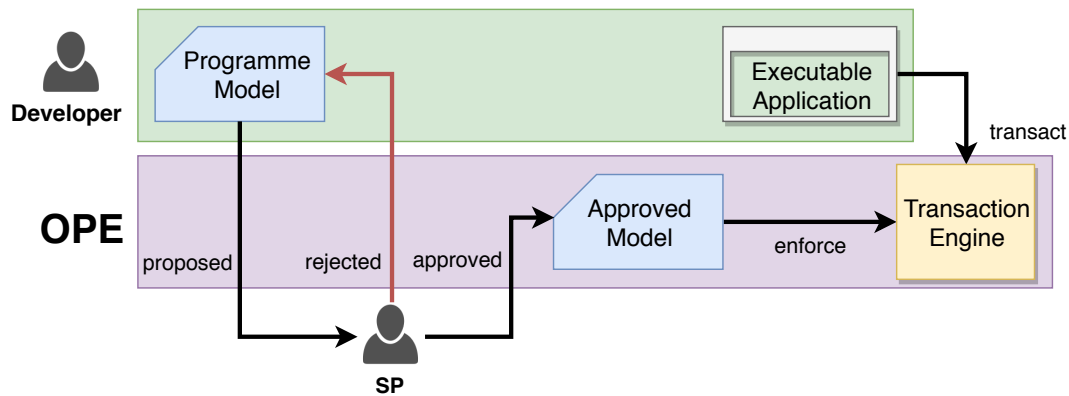 Programme
Model
Executable
Application
Developer
transact
OPE
Approved
Model
Transaction
Engine
enforce
proposed
rejected
approved
SP